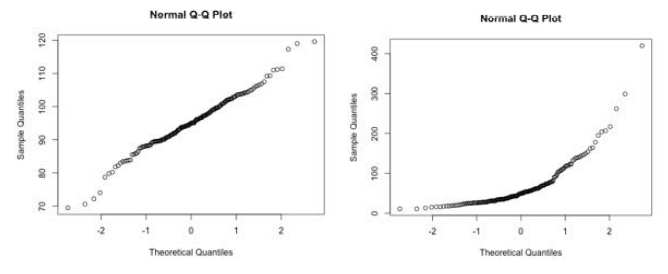 Normal Q-Q Plot
Sample Quantiles
120
110
100
90
80
70
-2 -1 0 1 2
Theoretical Quantiles
Normal Q-Q Plot
Sample Quantiles
400
300
200
100
0
-2 -1 0 1 2
Theoretical Quantiles